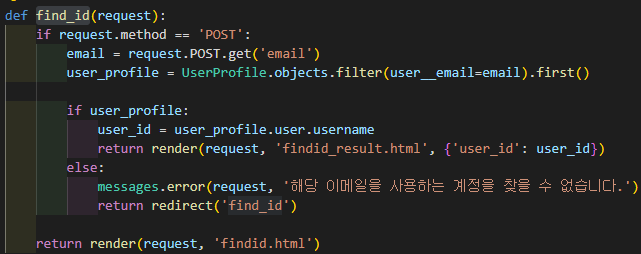 def find_id(request):
    if request.method == 'POST':
        email = request.POST.get('email')
        user_profile = UserProfile.objects.filter(user__email=email).first()

        if user_profile:
            user_id = user_profile.user.username
            return render(request, 'findid_result.html', {'user_id': user_id})
        else:
            messages.error(request, '해당 이메일을 사용하는 계정을 찾을 수 없습니다.')
            return redirect('find_id')

    return render(request, 'findid.html')